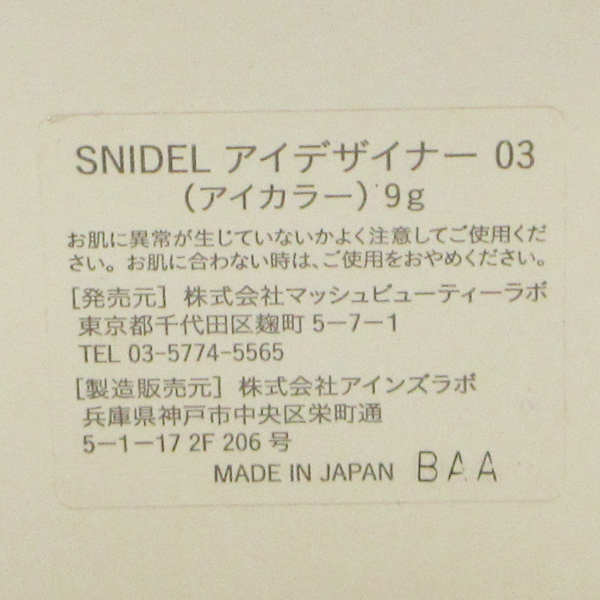 SNIDEL アイデザイナー 03
(アイカラー) 9g
お肌に異常が生じていないかよく注意してご使用くだ
さい。お肌に合わない時は、ご使用をおやめください。
[発売元] 株式会社マッシュビューティーラボ
東京都千代田区麹町 5-7-1
TEL 03-5774-5565
[製造販売元] 株式会社アインズラボ
兵庫県神戸市中央区栄町通
5-1-17 2F 206 号
MADE IN JAPAN BAA